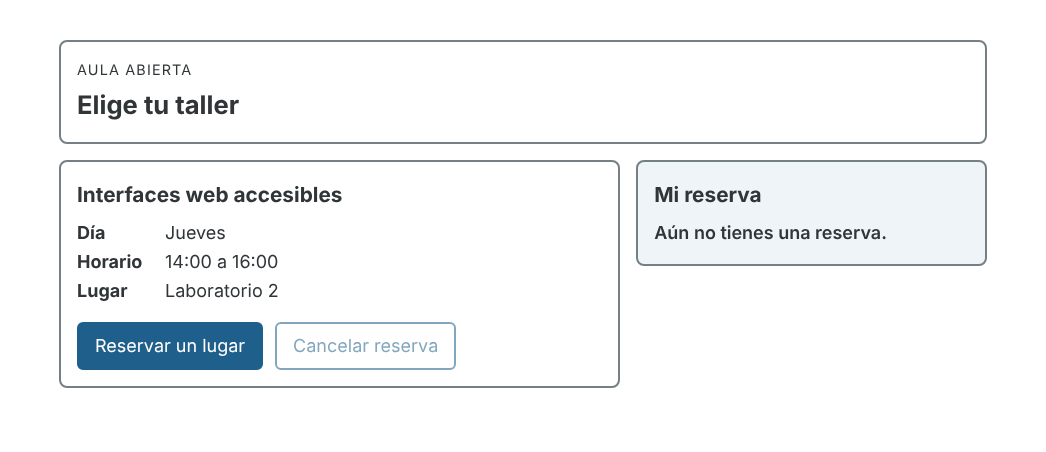 AULA ABIERTA
Elige tu taller
Interfaces web accesibles
Día Jueves
Horario 14:00 a 16:00
Lugar Laboratorio 2
Reservar un lugar
Cancelar reserva
Mi reserva
Aún no tienes una reserva.